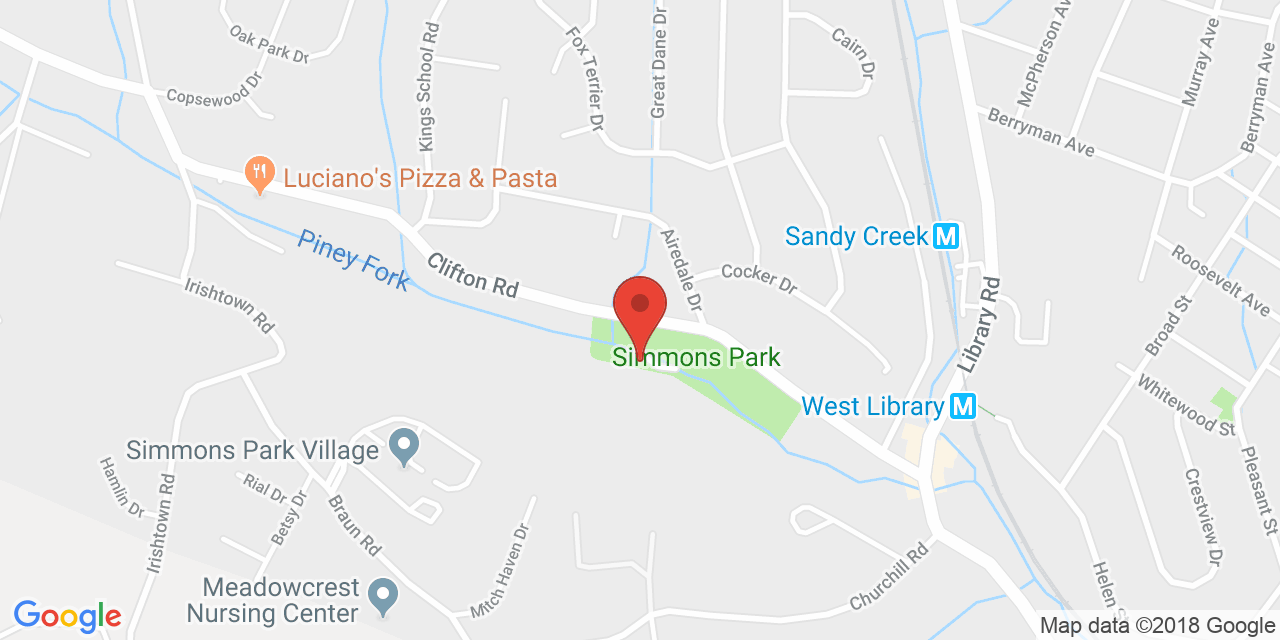 Oak Park Dr
Copsewood Dr
Kings School Rd
Fox Terrier Dr
Great Dane Dr
Cairn Dr
McPherson Av
Murray Ave
Berryman Ave
Berryman Ave
Luciano's Pizza & Pasta
Piney Fork
Clifton Rd
Airedale Dr
Cocker Dr
Sandy Creek
M
Library Rd
Roosevelt Ave
Broad St
Irishtown Rd
Simmons Park
West Library
M
Whitewood St
Pleasant St
Crestview Dr
Simmons Park Village
Hamlin Dr
Rial Dr
Betsy Dr
Irishtown Rd
Braun Rd
Mtch Haven Dr
Churchill Rd
Helen S
Meadowcrest
Nursing Center
Google
Map data ©2018 Google